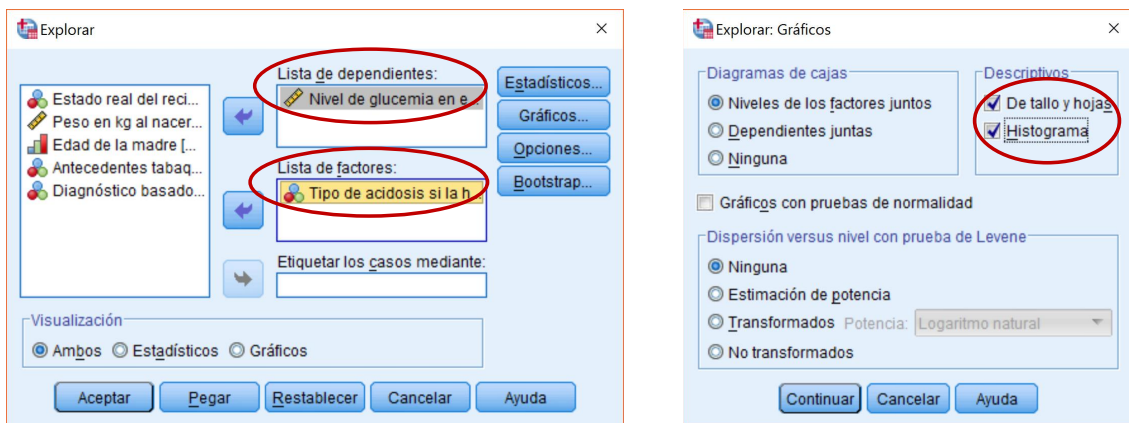 Explorar
Lista de dependientes:
Nivel de glucemia en e...
Estado real del reci...
Peso en kg al nacer...
Edad de la madre [...
Antecedentes tabaq...
Diagnóstico basado...
Lista de factores:
Tipo de acidosis si la h...
Etiquetar los casos mediante:
Estadísticos...
Gráficos...
Opciones...
Bootstrap...
Visualización
Ambos Estadísticos Gráficos
Aceptar Pegar Restablecer Cancelar Ayuda
Explorar: Gráficos
Diagramas de cajas
Niveles de los factores juntos
Dependientes juntas
Ninguna
Descriptivos
De tallo y hojas
Histograma
Gráficos con pruebas de normalidad
Dispersión versus nivel con prueba de Levene
Ninguna
Estimación de potencia
Transformados Potencia: Logaritmo natural
No transformados
Continuar Cancelar Ayuda